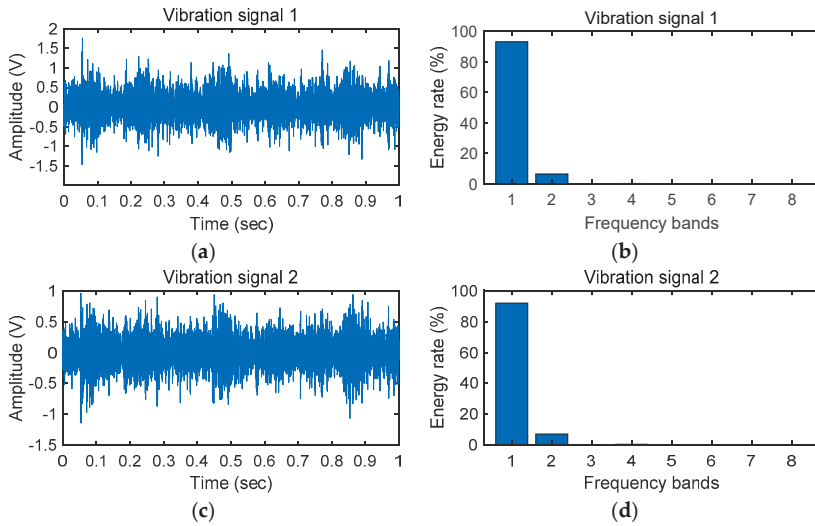 Vibration signal 1
Amplitude (V)
2
1.5
1
0.5
0
-0.5
-1
-1.5
0 0.1 0.2 0.3 0.4 0.5 0.6 0.7 0.8 0.9 1
Time (sec)
(a)
Vibration signal 1
Energy rate (%)
100
80
60
40
20
0
1 2 3 4 5 6 7 8
Frequency bands
(b)
Vibration signal 2
Amplitude (V)
1
0.5
0
-0.5
-1
-1.5
0 0.1 0.2 0.3 0.4 0.5 0.6 0.7 0.8 0.9 1
Time (sec)
(c)
Vibration signal 2
Energy rate (%)
100
80
60
40
20
0
1 2 3 4 5 6 7 8
Frequency bands
(d)